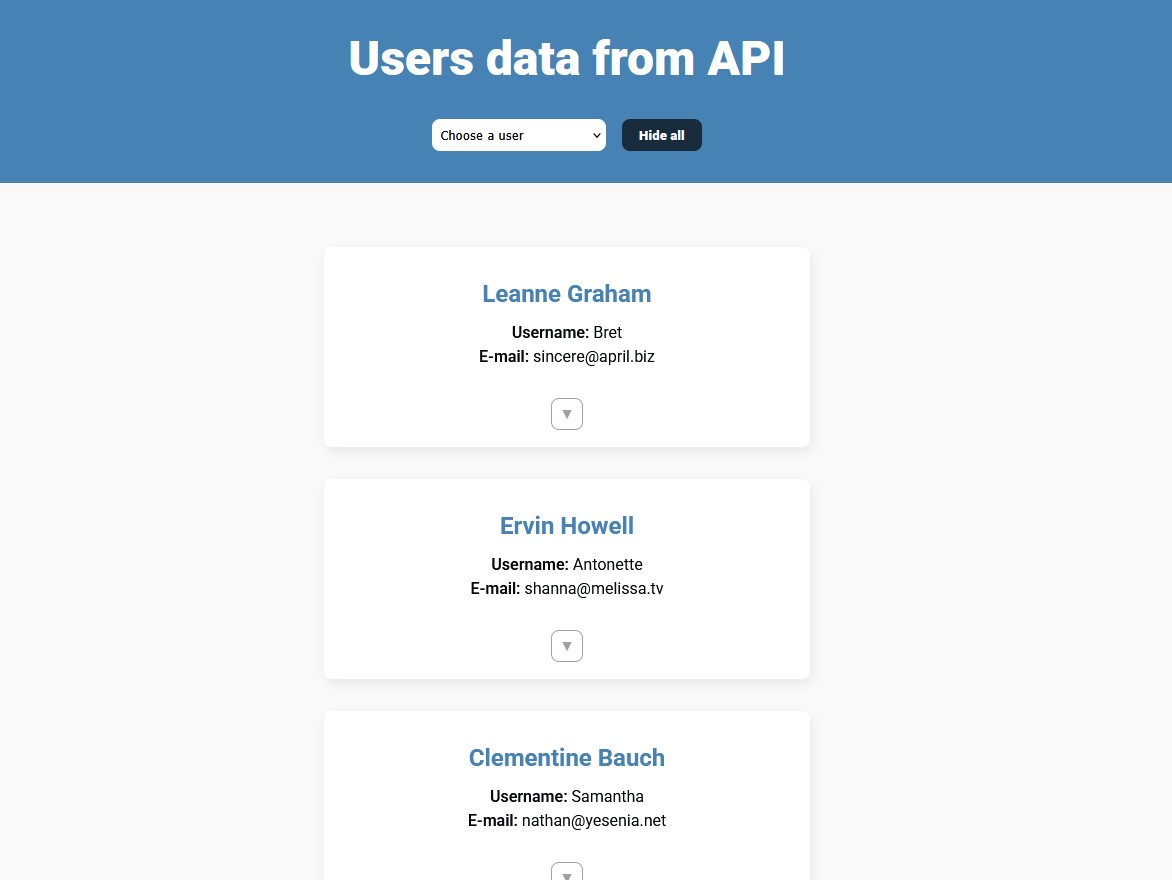 Users data from API
Choose a user
Hide all
Leanne Graham
Username: Bret
E-mail: sincere@april.biz
▼
Ervin Howell
Username: Antonette
E-mail: shanna@melissa.tv
▼
Clementine Bauch
Username: Samantha
E-mail: nathan@yesenia.net
▼